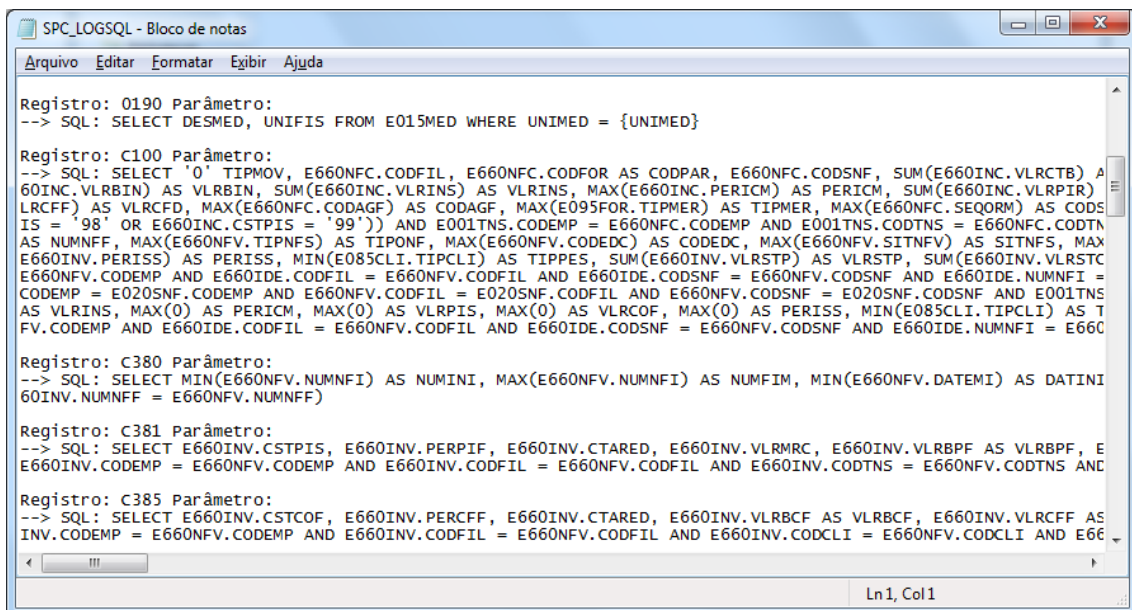 SPC_LOGSQL - Bloco de notas
Arquivo Editar Formatar Exibir Ajuda
Registro: 0190 Parâmetro:
--> SQL: SELECT DESMED, UNIFIS FROM E015MED WHERE UNIMED = {UNIMED}
Registro: C100 Parâmetro:
--> SQL: SELECT '0' TIPMOV, E660NFC.CODFIL, E660NFC.CODFOR AS CODPAR, E660NFC.CODSNF, SUM(E660INC.VLRCTB) A
60INC.VLRBIN) AS VLRBIN, SUM(E660INC.VLRINS) AS VLRINS, MAX(E660INC.PERICM) AS PERICM, SUM(E660INC.VLRPIR)
LRCFF) AS VLRCFD, MAX(E660NFC.CODAGF) AS CODAGF, MAX(E095FOR.TIPMER) AS TIPMER, MAX(E660NFC.SEQORM) AS CODS
IS = '98' OR E660INC.CSTPIS = '99')) AND E001TNS.CODEMP = E660NFC.CODEMP AND E001TNS.CODTNS = E660NFC.CODTN
AS NUMNFF, MAX(E660NFV.TIPNFS) AS TIPONF, MAX(E660NFV.CODEDC) AS CODEDC, MAX(E660NFV.SITNFV) AS SITNFS, MAX
E660INV.PERISS) AS PERISS, MIN(E085CLI.TIPCLI) AS TIPPES, SUM(E660INV.VLRSTP) AS VLRSTP, SUM(E660INV.VLRSTC
E660NFV.CODEMP AND E660IDE.CODFIL = E660NFV.CODFIL AND E660IDE.CODSNF = E660NFV.CODSNF AND E660IDE.NUMNFI =
CODEMP = E020SNF.CODEMP AND E660NFV.CODFIL = E020SNF.CODFIL AND E660NFV.CODSNF = E020SNF.CODSNF AND E001TNS
AS VLRINS, MAX(0) AS PERICM, MAX(0) AS VLRPIS, MAX(0) AS VLRCOF, MAX(0) AS PERISS, MIN(E085CLI.TIPCLI) AS T
FV.CODEMP AND E660IDE.CODFIL = E660NFV.CODFIL AND E660IDE.CODSNF = E660NFV.CODSNF AND E660IDE.NUMNFI = E660
Registro: C380 Parâmetro:
--> SQL: SELECT MIN(E660NFV.NUMNFI) AS NUMINI, MAX(E660NFV.NUMNFI) AS NUMFIM, MIN(E660NFV.DATEMI) AS DATINI
60INV.NUMNFF = E660NFV.NUMNFF)
Registro: C381 Parâmetro:
--> SQL: SELECT E660INV.CSTPIS, E660INV.PERPIF, E660INV.CTARED, E660INV.VLRMRC, E660INV.VLRBPF AS VLRBPF, E
E660INV.CODEMP = E660NFV.CODEMP AND E660INV.CODFIL = E660NFV.CODFIL AND E660INV.CODTNS = E660NFV.CODTNS AND
Registro: C385 Parâmetro:
--> SQL: SELECT E660INV.CSTCOF, E660INV.PERCFF, E660INV.CTARED, E660INV.VLRBCF AS VLRBCF, E660INV.VLRCFF AS
INV.CODEMP = E660NFV.CODEMP AND E660INV.CODFIL = E660NFV.CODFIL AND E660INV.CODCLI = E660NFV.CODCLI AND E66
Ln 1, Col 1